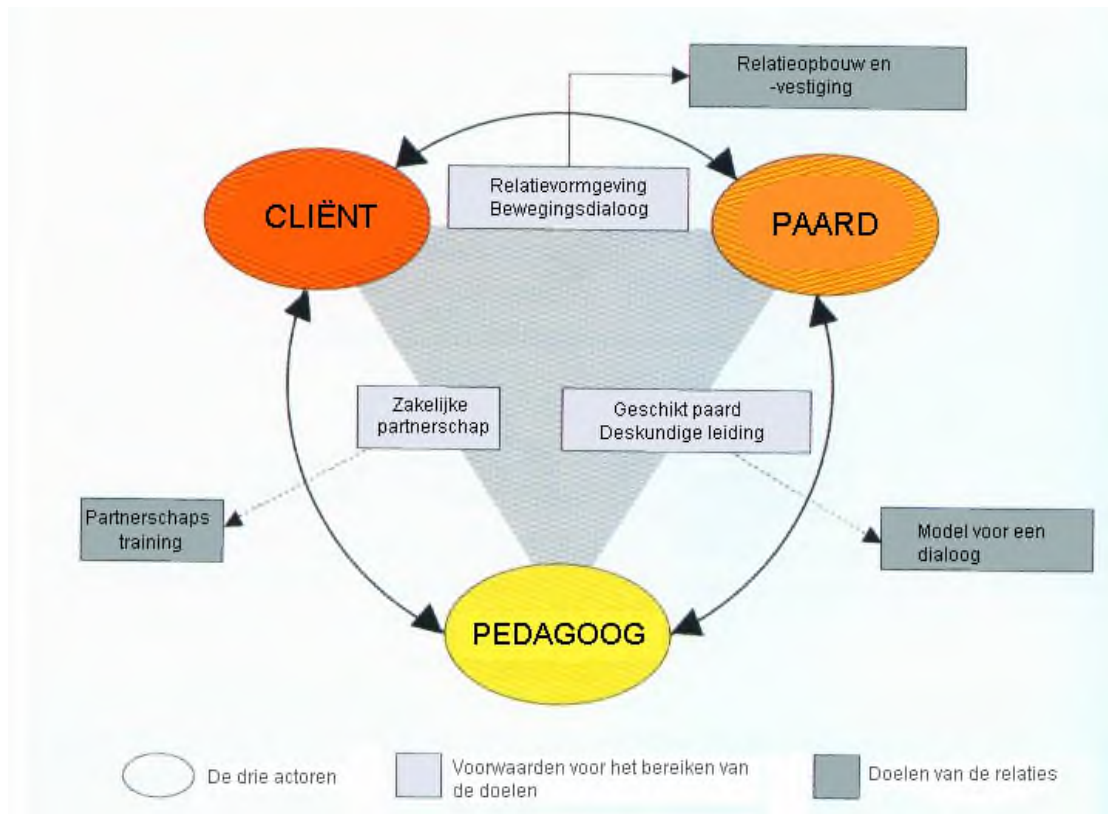 Relatieopbouw en
-vestiging
CLIËNT
Relatievormgeving
Bewegingsdialoog
PAARD
Zakelijke
partnerschap
Geschikt paard
Deskundige leiding
Partnerschaps
training
Model voor een
dialoog
PEDAGOOG
De drie actoren
Voorwaarden voor het bereiken van
de doelen
Doelen van de relaties